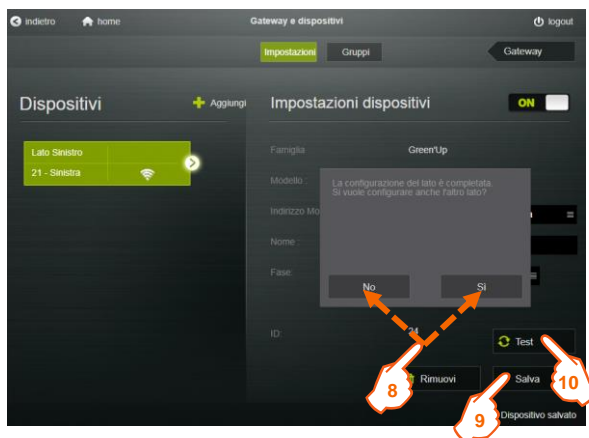 indietro home Gateway e dispositivi logout
Impostazioni Gruppi Gateway
Dispositivi Aggiungi Impostazioni dispositivi ON
Lato Sinistro
21 - Sinistra
Famiglia Green'Up
Modello :
La configurazione del lato è completata.
Si vuole configurare anche l'altro lato?
Indirizzo Mo
Nome :
Fase:
No Sì
ID: 24
Test
8 Rimuovi Salva 10
9 Dispositivo salvato